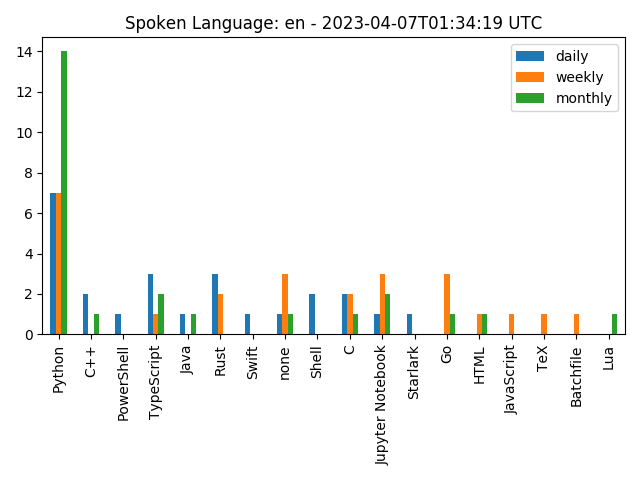 Spoken Language: en - 2023-04-07T01:34:19 UTC
daily
weekly
monthly
14
12
10
8
6
4
2
0
Python
C++
PowerShell
TypeScript
Java
Rust
Swift
none
Shell
C
Jupyter Notebook
Starlark
Go
HTML
JavaScript
TeX
Batchfile
Lua